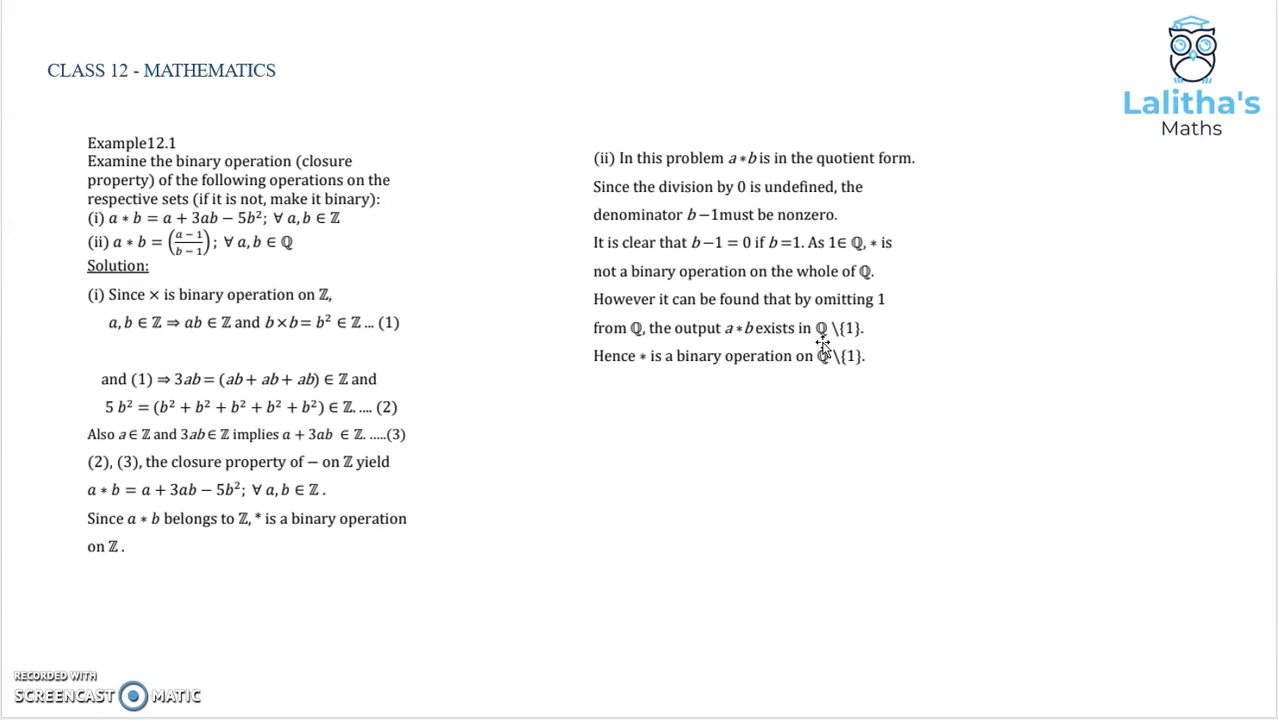 CLASS 12 - MATHEMATICS
Lalitha's
Maths
Example12.1
Examine the binary operation (closure
property) of the following operations on the
respective sets (if it is not, make it binary):
(i) a ∗ b = a + 3ab − 5b²; ∀ a, b ∈ ℤ
(ii) a ∗ b = (a − 1 / b − 1); ∀ a, b ∈ ℚ
Solution:
(i) Since × is binary operation on ℤ,
a, b ∈ ℤ ⇒ ab ∈ ℤ and b×b = b² ∈ ℤ ... (1)
and (1) ⇒ 3ab = (ab + ab + ab) ∈ ℤ and
5 b² = (b² + b² + b² + b² + b²) ∈ ℤ. .... (2)
Also a ∈ ℤ and 3ab ∈ ℤ implies a + 3ab ∈ ℤ. .....(3)
(2), (3), the closure property of − on ℤ yield
a ∗ b = a + 3ab − 5b²; ∀ a, b ∈ ℤ .
Since a ∗ b belongs to ℤ, * is a binary operation
on ℤ .
(ii) In this problem a ∗ b is in the quotient form.
Since the division by 0 is undefined, the
denominator b −1must be nonzero.
It is clear that b −1 = 0 if b =1. As 1∈ ℚ, ∗ is
not a binary operation on the whole of ℚ.
However it can be found that by omitting 1
from ℚ, the output a ∗ b exists in ℚ \{1}.
Hence ∗ is a binary operation on ℚ \{1}.
RECORDED WITH
SCREENCAST MATIC